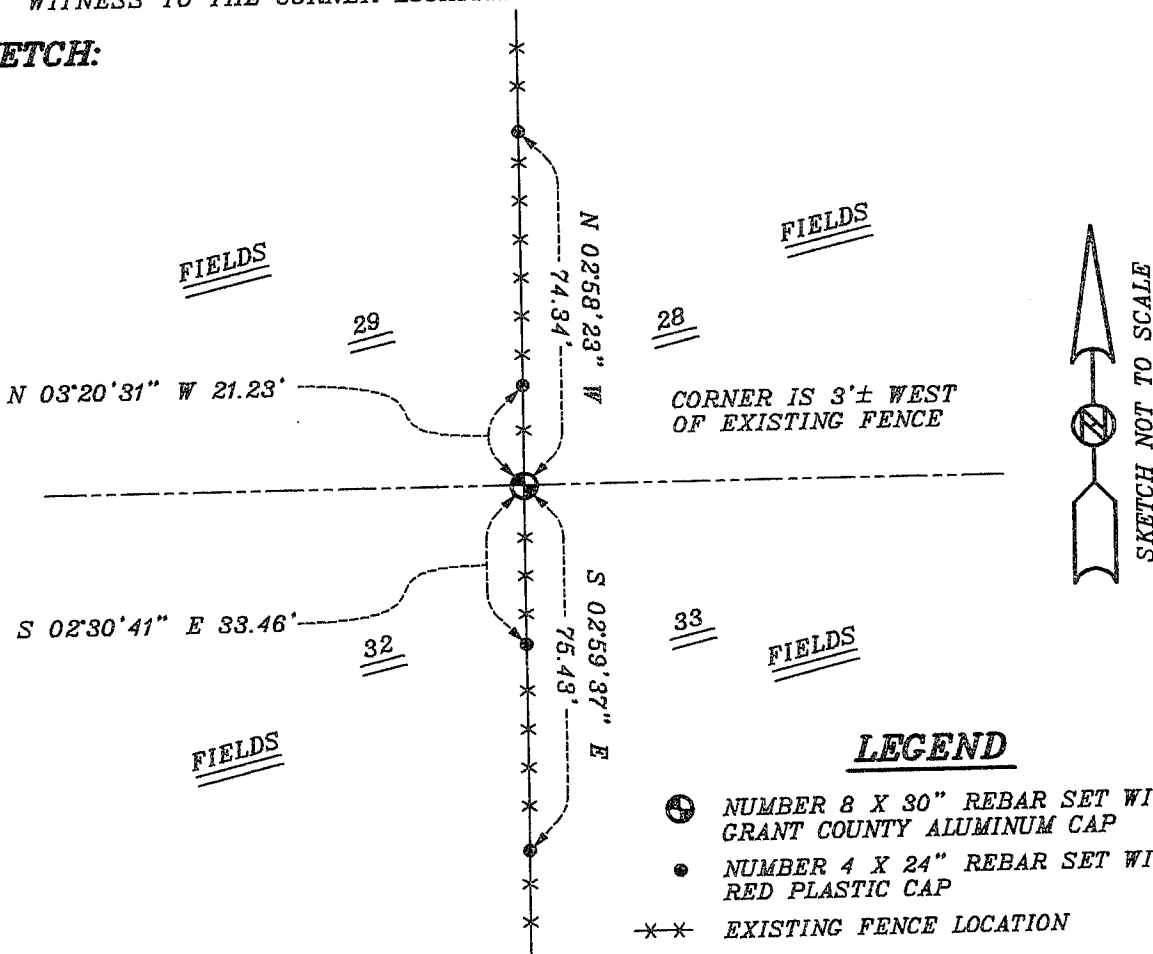 WITNESS TO THE CORNER
ETCH:
FIELDS
FIELDS
29
28
N 02°58'23" W
74.34'
N 03°20'31" W 21.23'
CORNER IS 3'± WEST
OF EXISTING FENCE
N
SKETCH NOT TO SCALE
S 02°30'41" E 33.46'
S 02°59'37" E
75.43'
32
33
FIELDS
FIELDS
LEGEND
NUMBER 8 X 30" REBAR SET WI
GRANT COUNTY ALUMINUM CAP
NUMBER 4 X 24" REBAR SET WI
RED PLASTIC CAP
EXISTING FENCE LOCATION